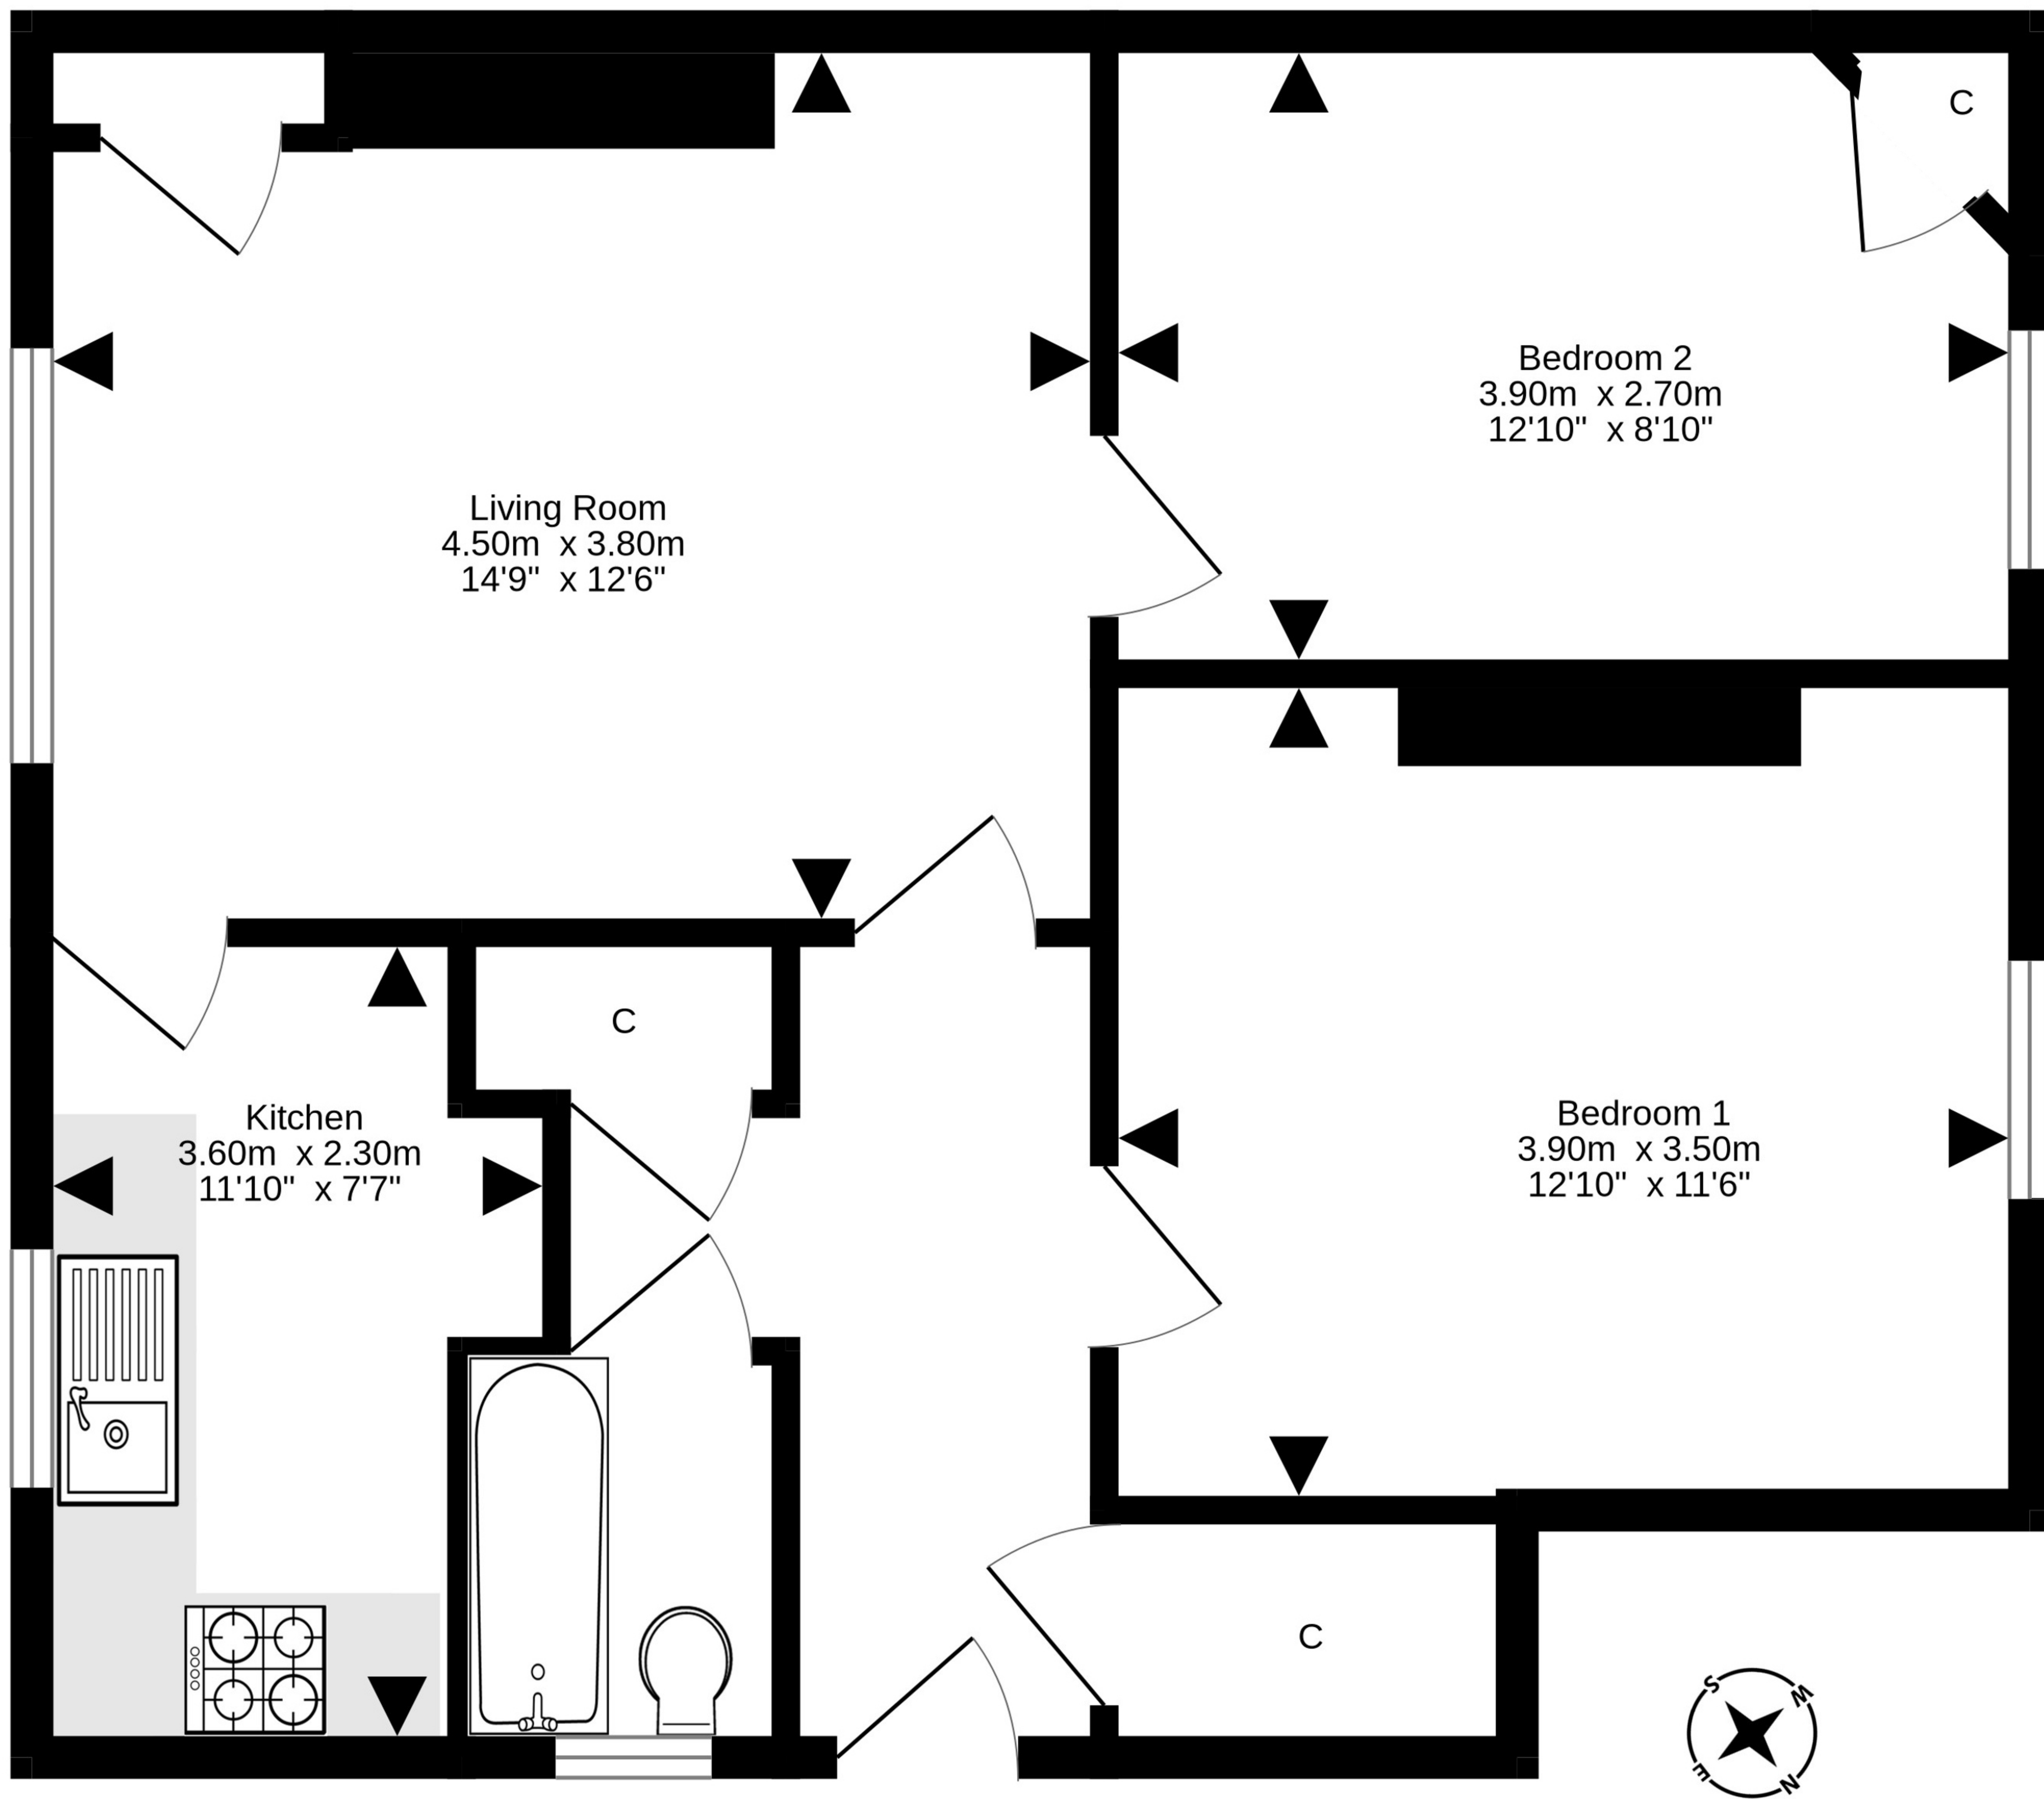 C
Bedroom 2
3.90m x 2.70m
12'10" x 8'10"
Living Room
4.50m x 3.80m
14'9" x 12'6"
C
Kitchen
3.60m x 2.30m
11'10" x 7'7"
Bedroom 1
3.90m x 3.50m
12'10" x 11'6"
C
S
W
E
N